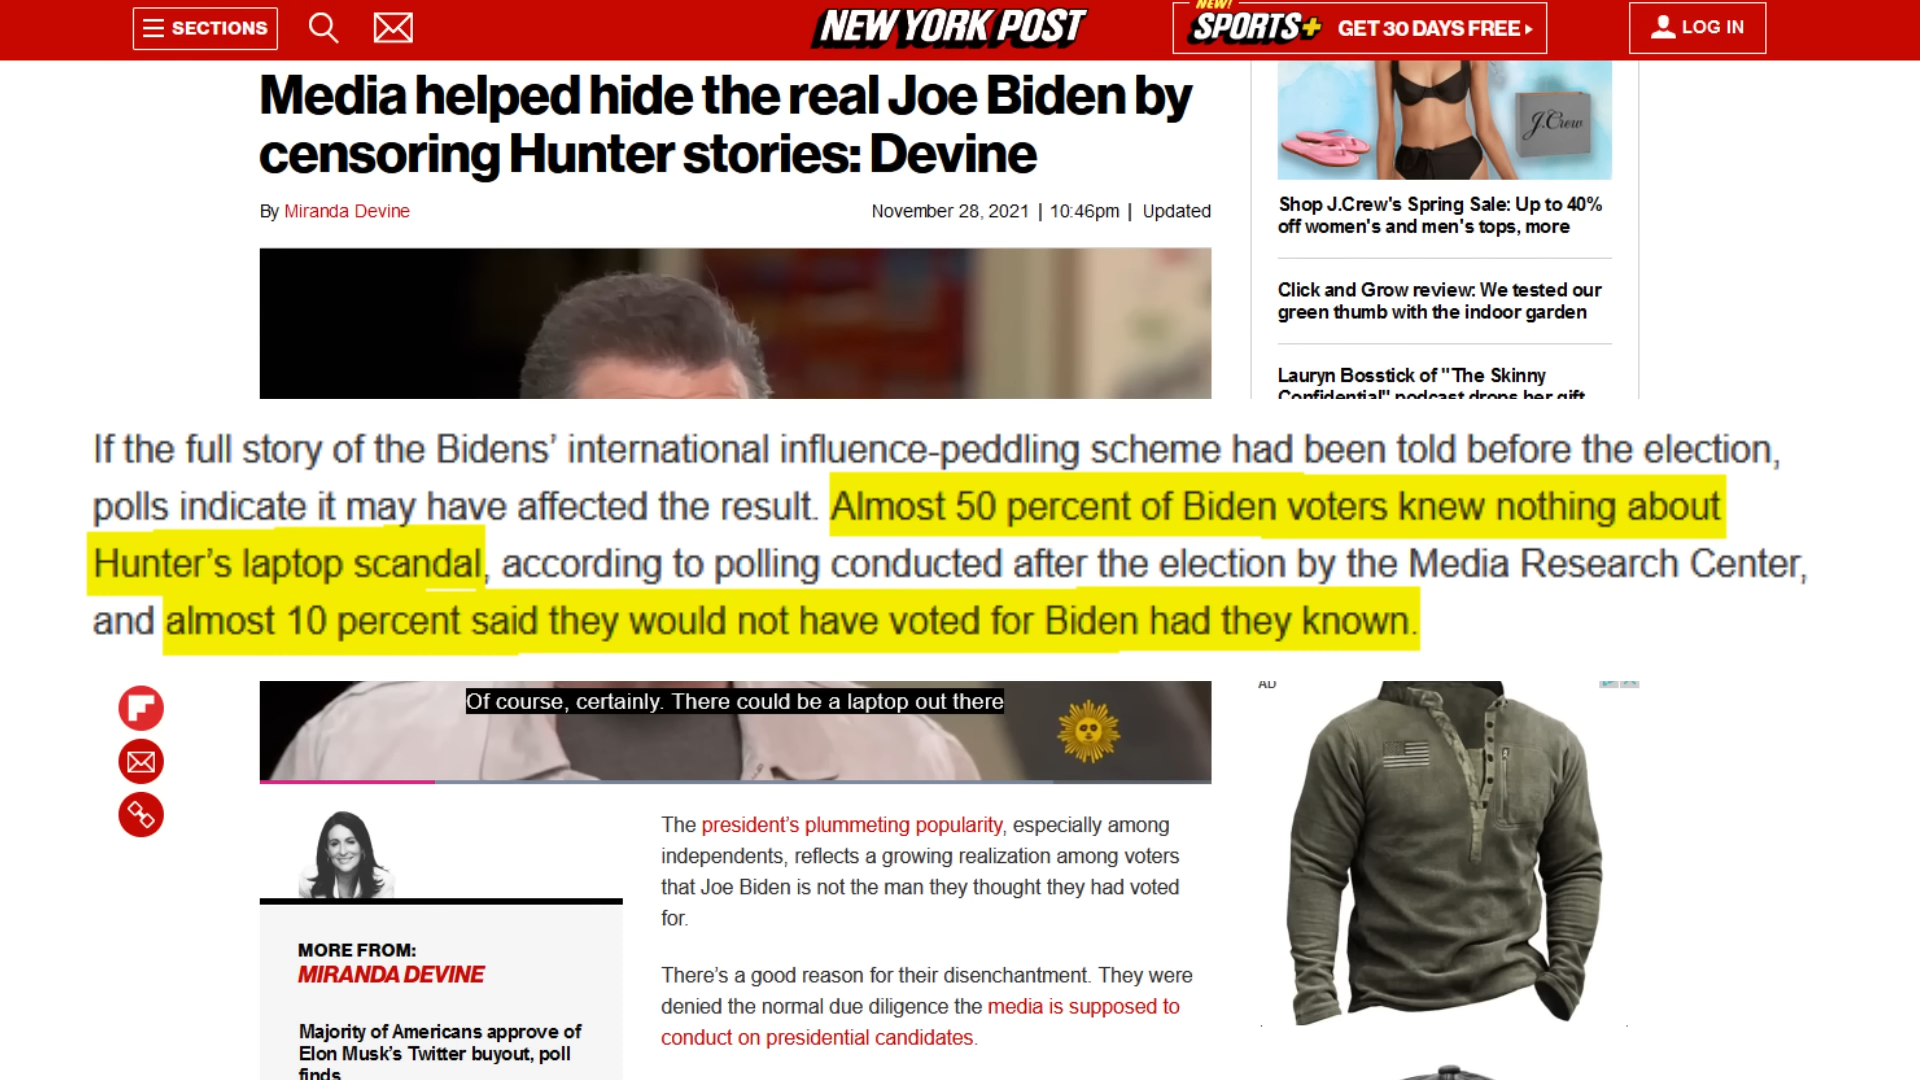 SECTIONS
NEW YORK POST
NEW!
SPORTS+ GET 30 DAYS FREE
LOG IN
Media helped hide the real Joe Biden by
censoring Hunter stories: Devine
By Miranda Devine
November 28, 2021 | 10:46pm | Updated
J.Crew
Shop J.Crew's Spring Sale: Up to 40%
off women's and men's tops, more
Click and Grow review: We tested our
green thumb with the indoor garden
Lauryn Bosstick of "The Skinny
Confidential" podcast drops her gift
If the full story of the Bidens’ international influence-peddling scheme had been told before the election,
polls indicate it may have affected the result. Almost 50 percent of Biden voters knew nothing about
Hunter’s laptop scandal, according to polling conducted after the election by the Media Research Center,
and almost 10 percent said they would not have voted for Biden had they known.
Of course, certainly. There could be a laptop out there
AD
The president’s plummeting popularity, especially among
independents, reflects a growing realization among voters
that Joe Biden is not the man they thought they had voted
for.
There’s a good reason for their disenchantment. They were
denied the normal due diligence the media is supposed to
conduct on presidential candidates.
MORE FROM:
MIRANDA DEVINE
Majority of Americans approve of
Elon Musk’s Twitter buyout, poll
finds